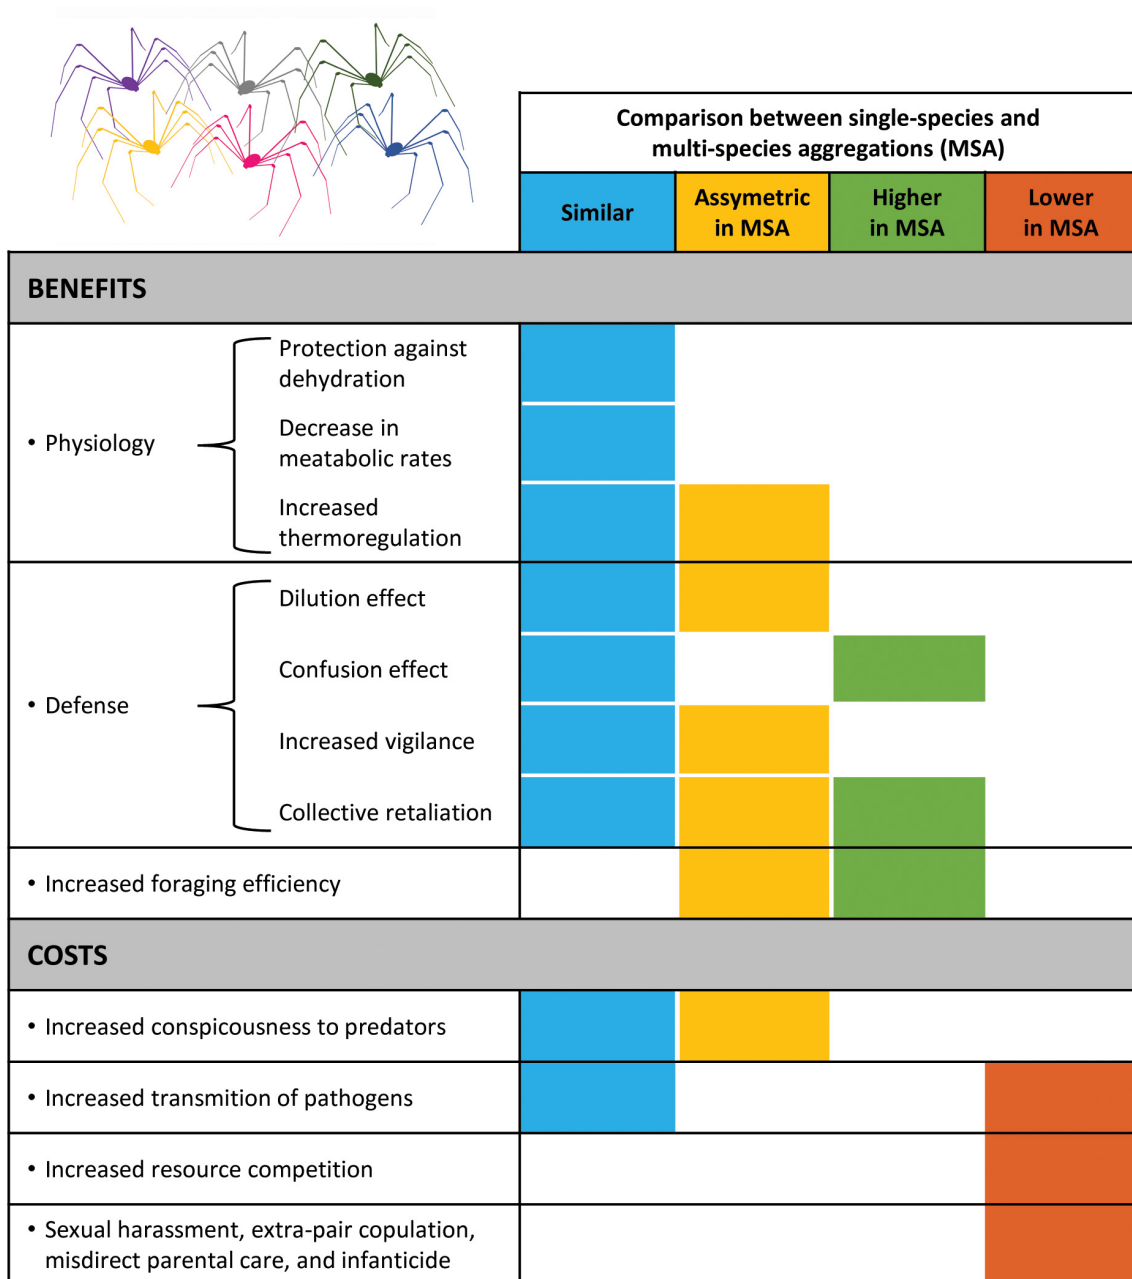 Comparison between single-species and
multi-species aggregations (MSA)
Similar
Assymetric
in MSA
Higher
in MSA
Lower
in MSA
BENEFITS
• Physiology
Protection against
dehydration
Decrease in
meatabolic rates
Increased
thermoregulation
• Defense
Dilution effect
Confusion effect
Increased vigilance
Collective retaliation
• Increased foraging efficiency
COSTS
• Increased conspicousness to predators
• Increased transmition of pathogens
• Increased resource competition
• Sexual harassment, extra-pair copulation,
misdirect parental care, and infanticide